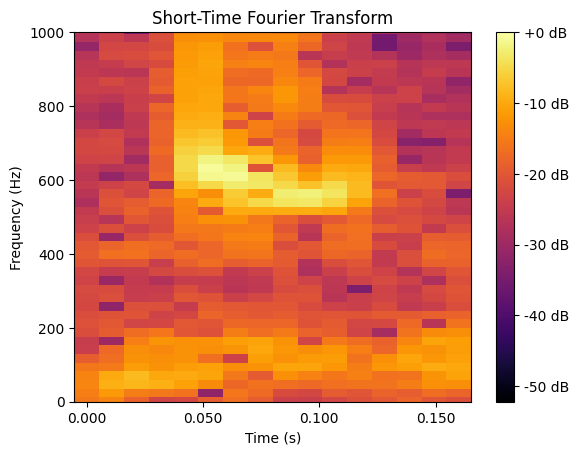 Short-Time Fourier Transform
1000
800
600
400
200
0
Frequency (Hz)
0.000
0.050
0.100
0.150
Time (s)
+0 dB
-10 dB
-20 dB
-30 dB
-40 dB
-50 dB